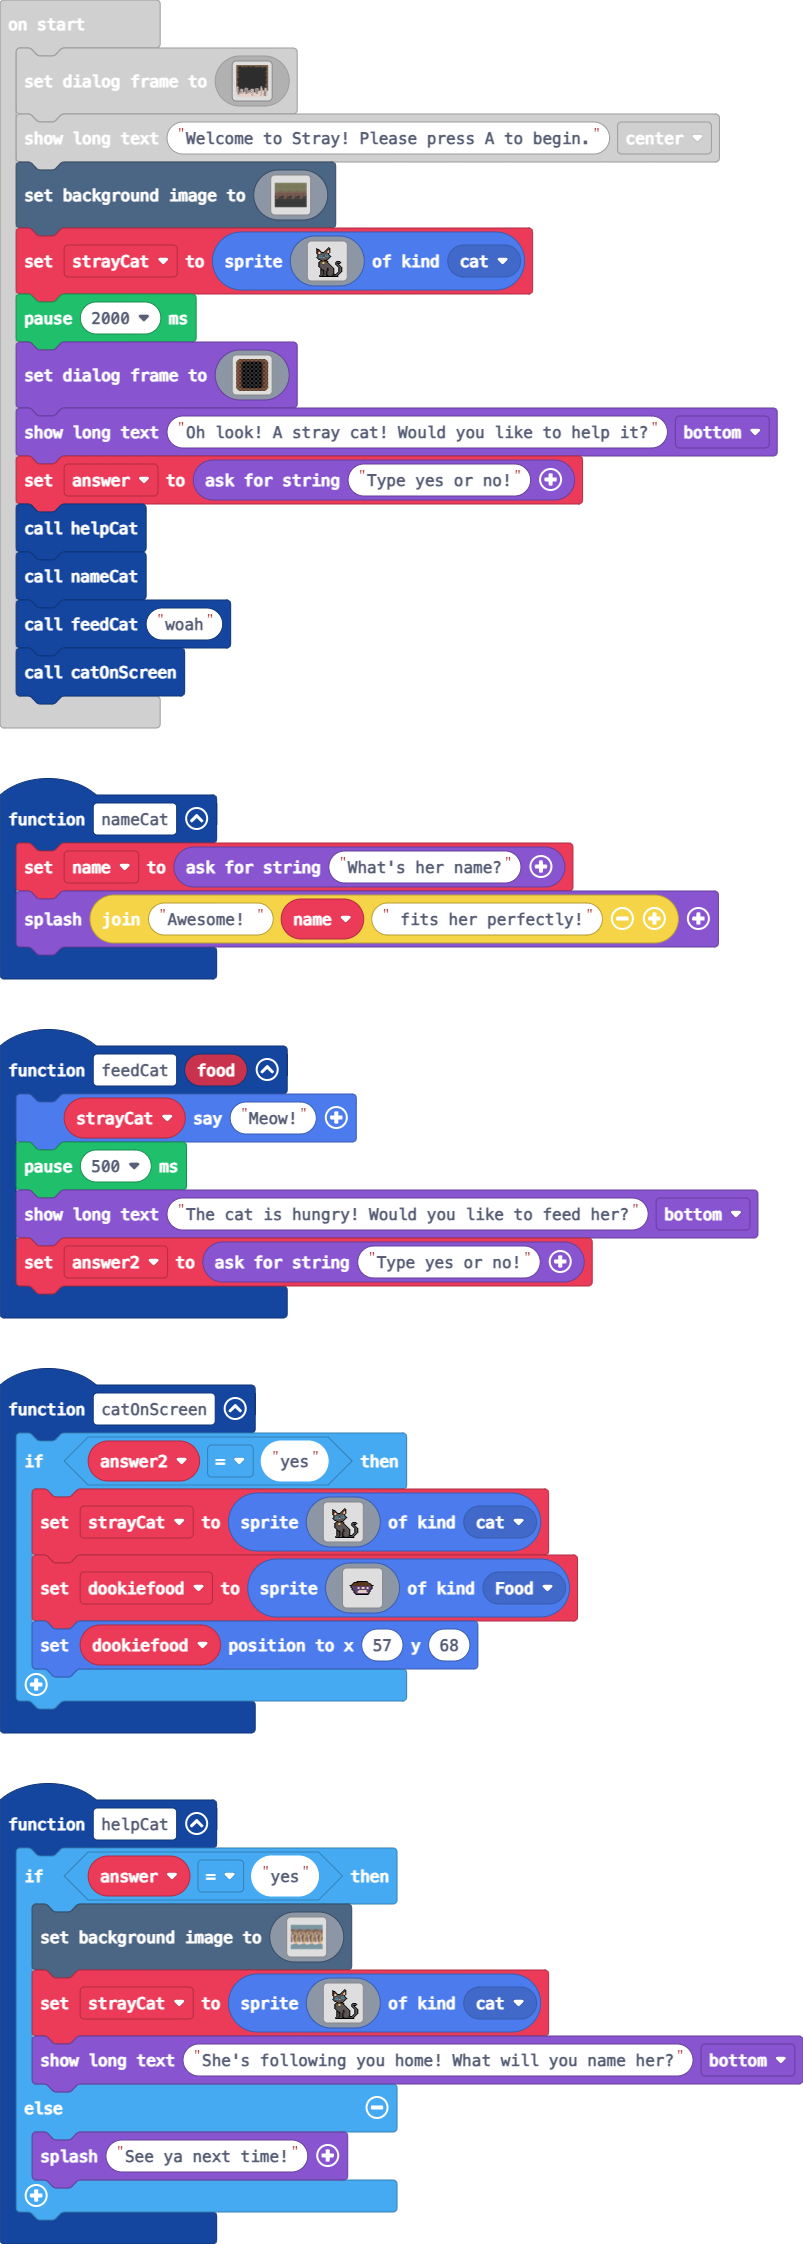 on start
set dialog frame to
show long text "Welcome to Stray! Please press A to begin." center
set background image to
set strayCat to sprite of kind cat
pause 2000 ms
set dialog frame to
show long text "Oh look! A stray cat! Would you like to help it?" bottom
set answer to ask for string "Type yes or no!"
call helpCat
call nameCat
call feedCat "woah"
call catOnScreen
function nameCat
set name to ask for string "What's her name?"
splash join "Awesome! " name " fits her perfectly!"
function feedCat food
strayCat say "Meow!"
pause 500 ms
show long text "The cat is hungry! Would you like to feed her?" bottom
set answer2 to ask for string "Type yes or no!"
function catOnScreen
if answer2 = "yes" then
set strayCat to sprite of kind cat
set dookiefood to sprite of kind Food
set dookiefood position to x 57 y 68
function helpCat
if answer = "yes" then
set background image to
set strayCat to sprite of kind cat
show long text "She's following you home! What will you name her?" bottom
else
splash "See ya next time!"